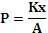 P = Kx/A